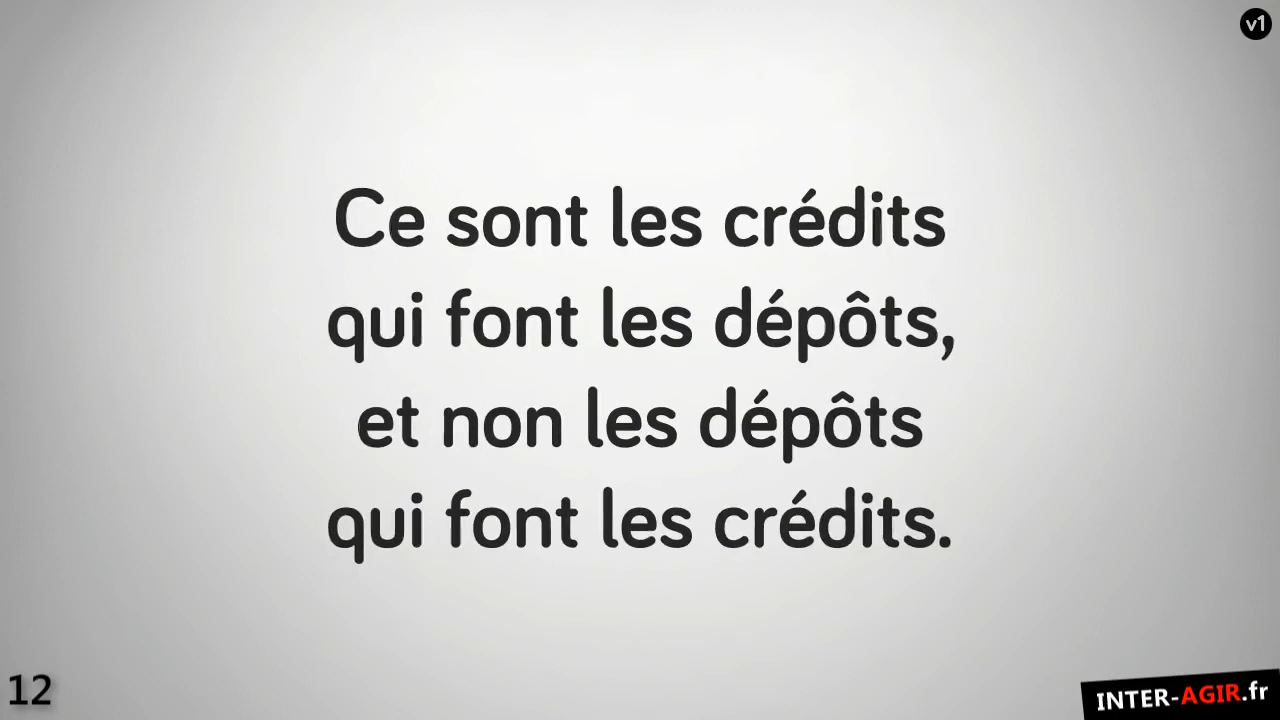 v1
Ce sont les crédits
qui font les dépôts,
et non les dépôts
qui font les crédits.
12
INTER-AGIR.fr